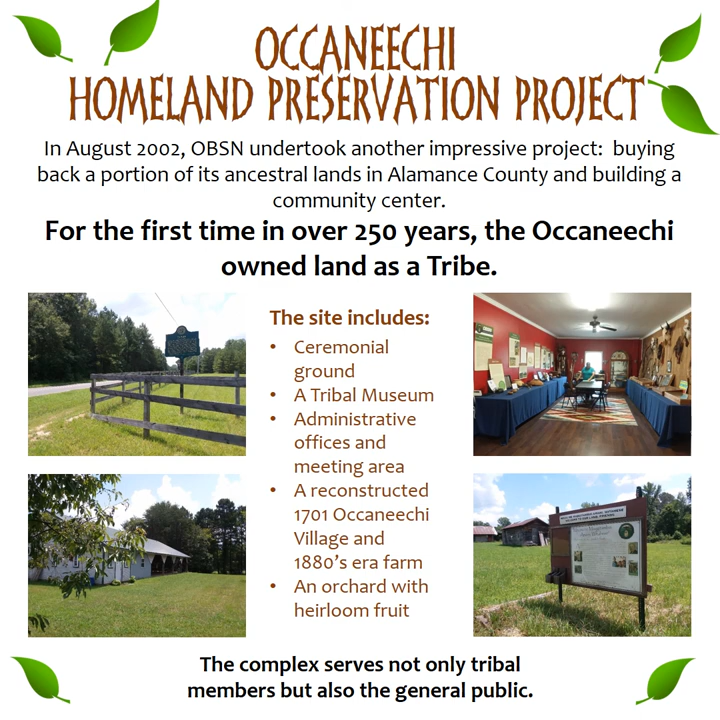 OCCANEECHI
HOMELAND PRESERVATION PROJECT
In August 2002, OBSN undertook another impressive project:  buying
back a portion of its ancestral lands in Alamance County and building a
community center.
For the first time in over 250 years, the Occaneechi
owned land as a Tribe.
The site includes:
• Ceremonial
ground
• A Tribal Museum
• Administrative
offices and
meeting area
• A reconstructed
1701 Occaneechi
Village and
1880's era farm
• An orchard with
heirloom fruit
The complex serves not only tribal
members but also the general public.